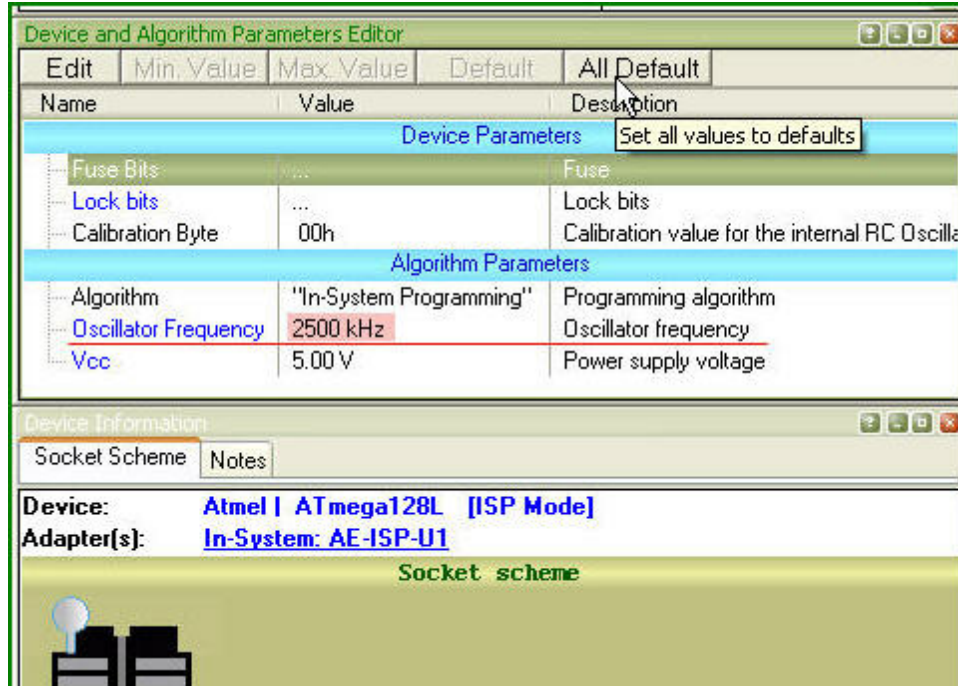 Device and Algorithm Parameters Editor
Edit Min. Value Max. Value Default All Default
Name Value Description
Set all values to defaults
Device Parameters
Fuse Bits ... Fuse
Lock bits ... Lock bits
Calibration Byte 00h Calibration value for the internal RC Oscilla
Algorithm Parameters
Algorithm "In-System Programming" Programming algorithm
Oscillator Frequency 2500 kHz Oscillator frequency
Vcc 5.00 V Power supply voltage
Device Information
Socket Scheme Notes
Device: Atmel | ATmega128L [ISP Mode]
Adapter(s): In-System: AE-ISP-U1
Socket scheme